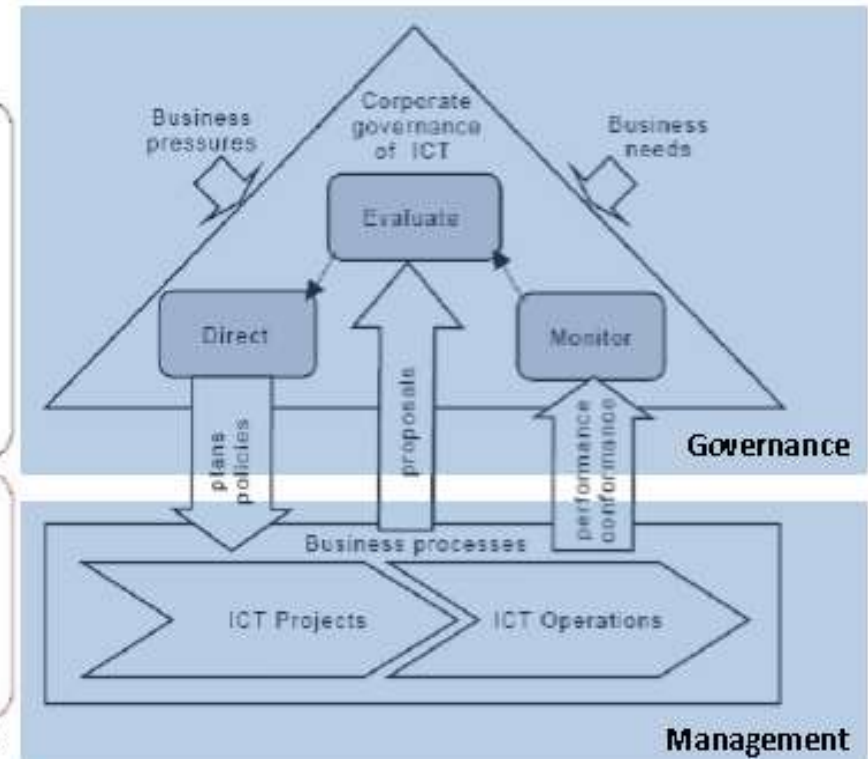 Business
pressures
Corporate
governance
of ICT
Business
needs
Evaluate
Direct
Monitor
Governance
plans
policies
proposals
performance
conformance
Business processes
ICT Projects
ICT Operations
Management